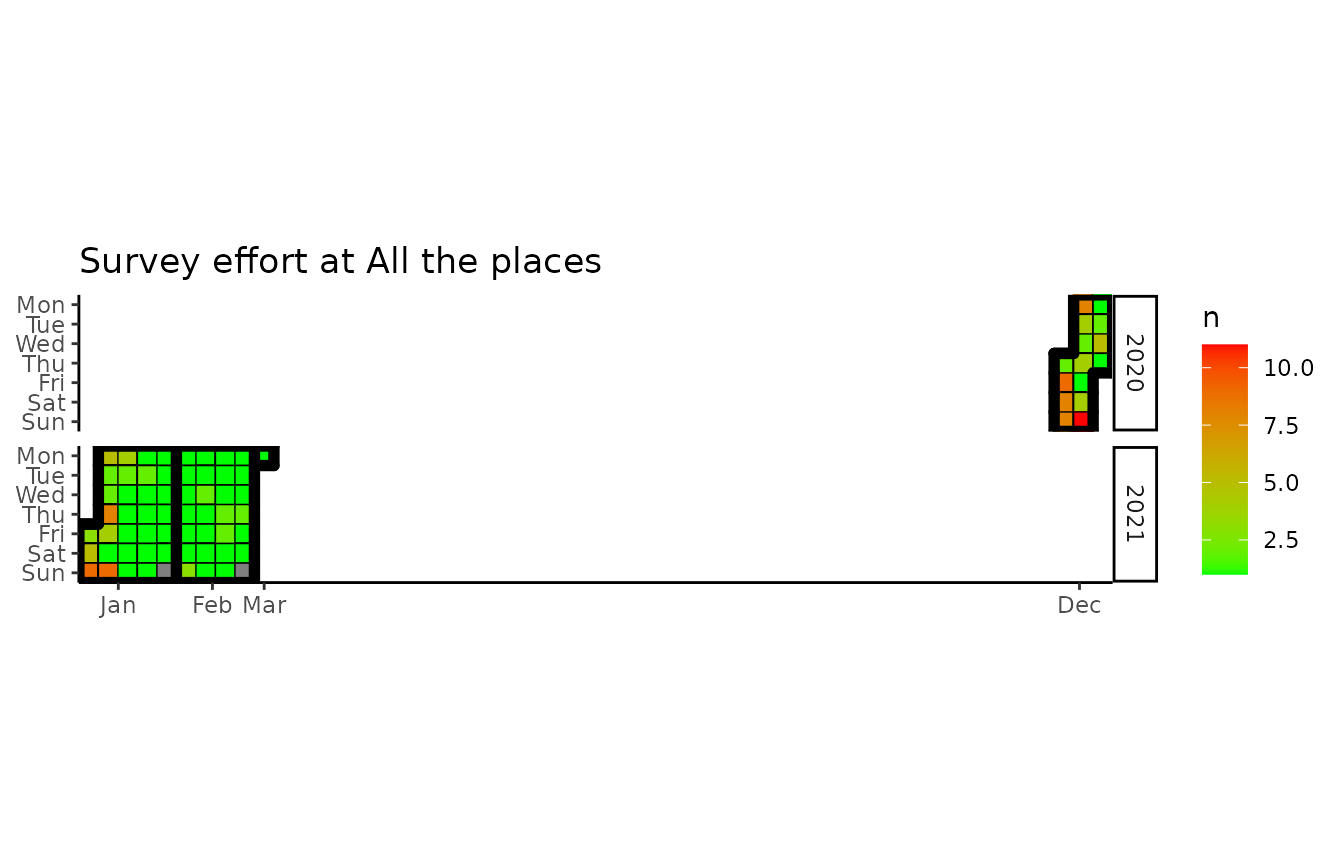 Survey effort at All the places
Mon
Tue
Wed
Thu
Fri
Sat
Sun
2020
Mon
Tue
Wed
Thu
Fri
Sat
Sun
2021
Jan Feb Mar Dec
n
10.0
7.5
5.0
2.5